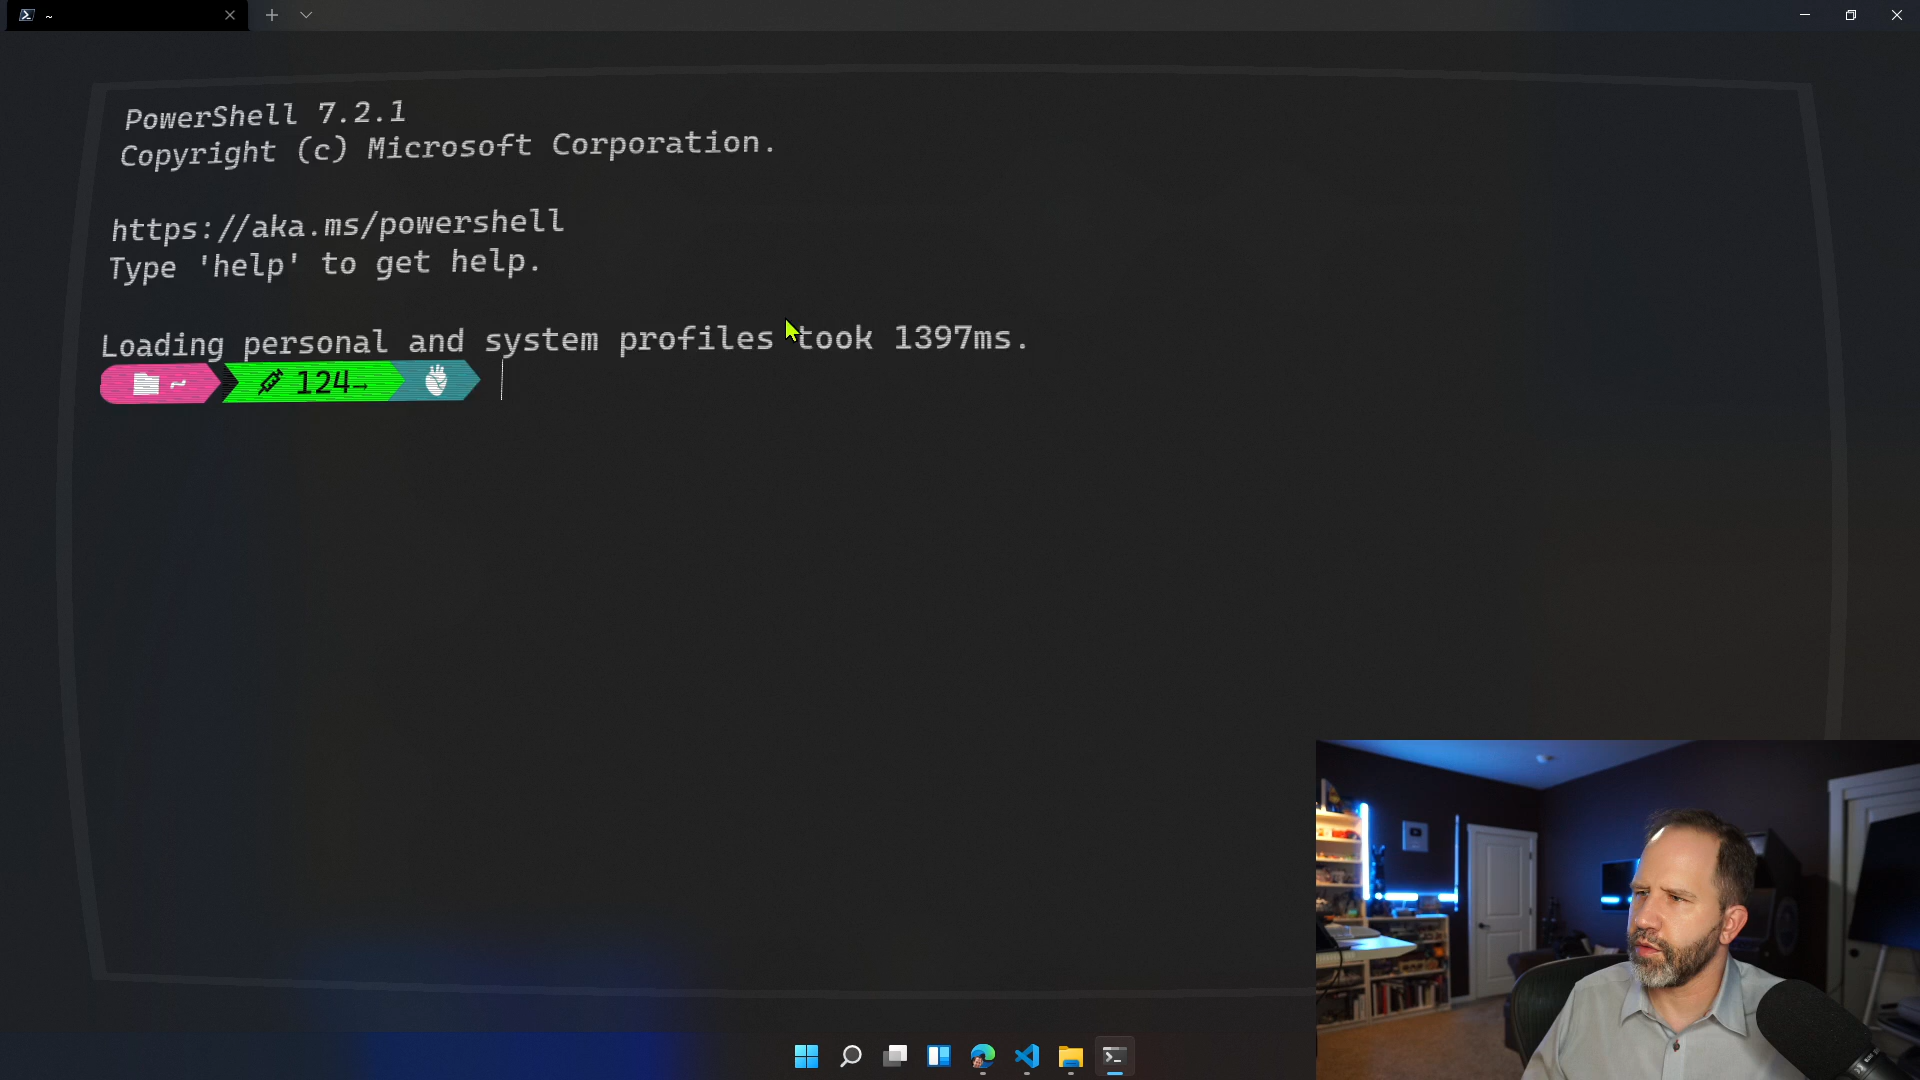 ~
PowerShell 7.2.1
Copyright (c) Microsoft Corporation.
https://aka.ms/powershell
Type 'help' to get help.
Loading personal and system profiles took 1397ms.
~ 124→